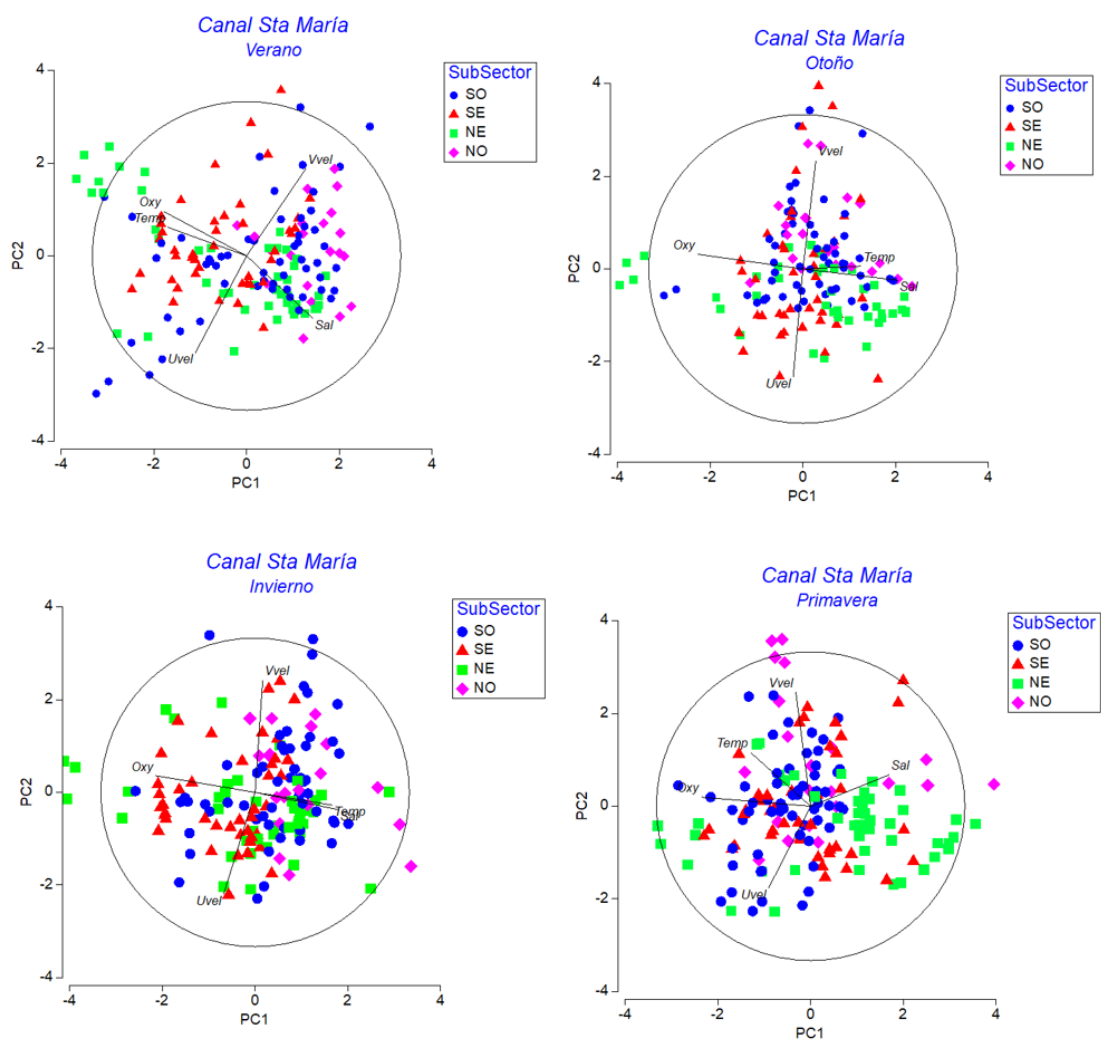 Canal Sta María
Verano
SubSector
SO
SE
NE
NO
4
2
0
-2
-4
PC2
Vvel
Oxy
Temp
Sal
Uvel
-4
-2
0
2
4
PC1
Canal Sta María
Otoño
SubSector
SO
SE
NE
NO
4
2
0
-2
-4
PC2
Vvel
Oxy
Temp
Sal
Uvel
-4
-2
0
2
4
PC1
Canal Sta María
Invierno
SubSector
SO
SE
NE
NO
4
2
0
-2
-4
PC2
Vvel
Oxy
Temp
Sal
Uvel
-4
-2
0
2
4
PC1
Canal Sta María
Primavera
SubSector
SO
SE
NE
NO
4
2
0
-2
-4
PC2
Vvel
Temp
Sal
Oxy
Uvel
-4
-2
0
2
4
PC1